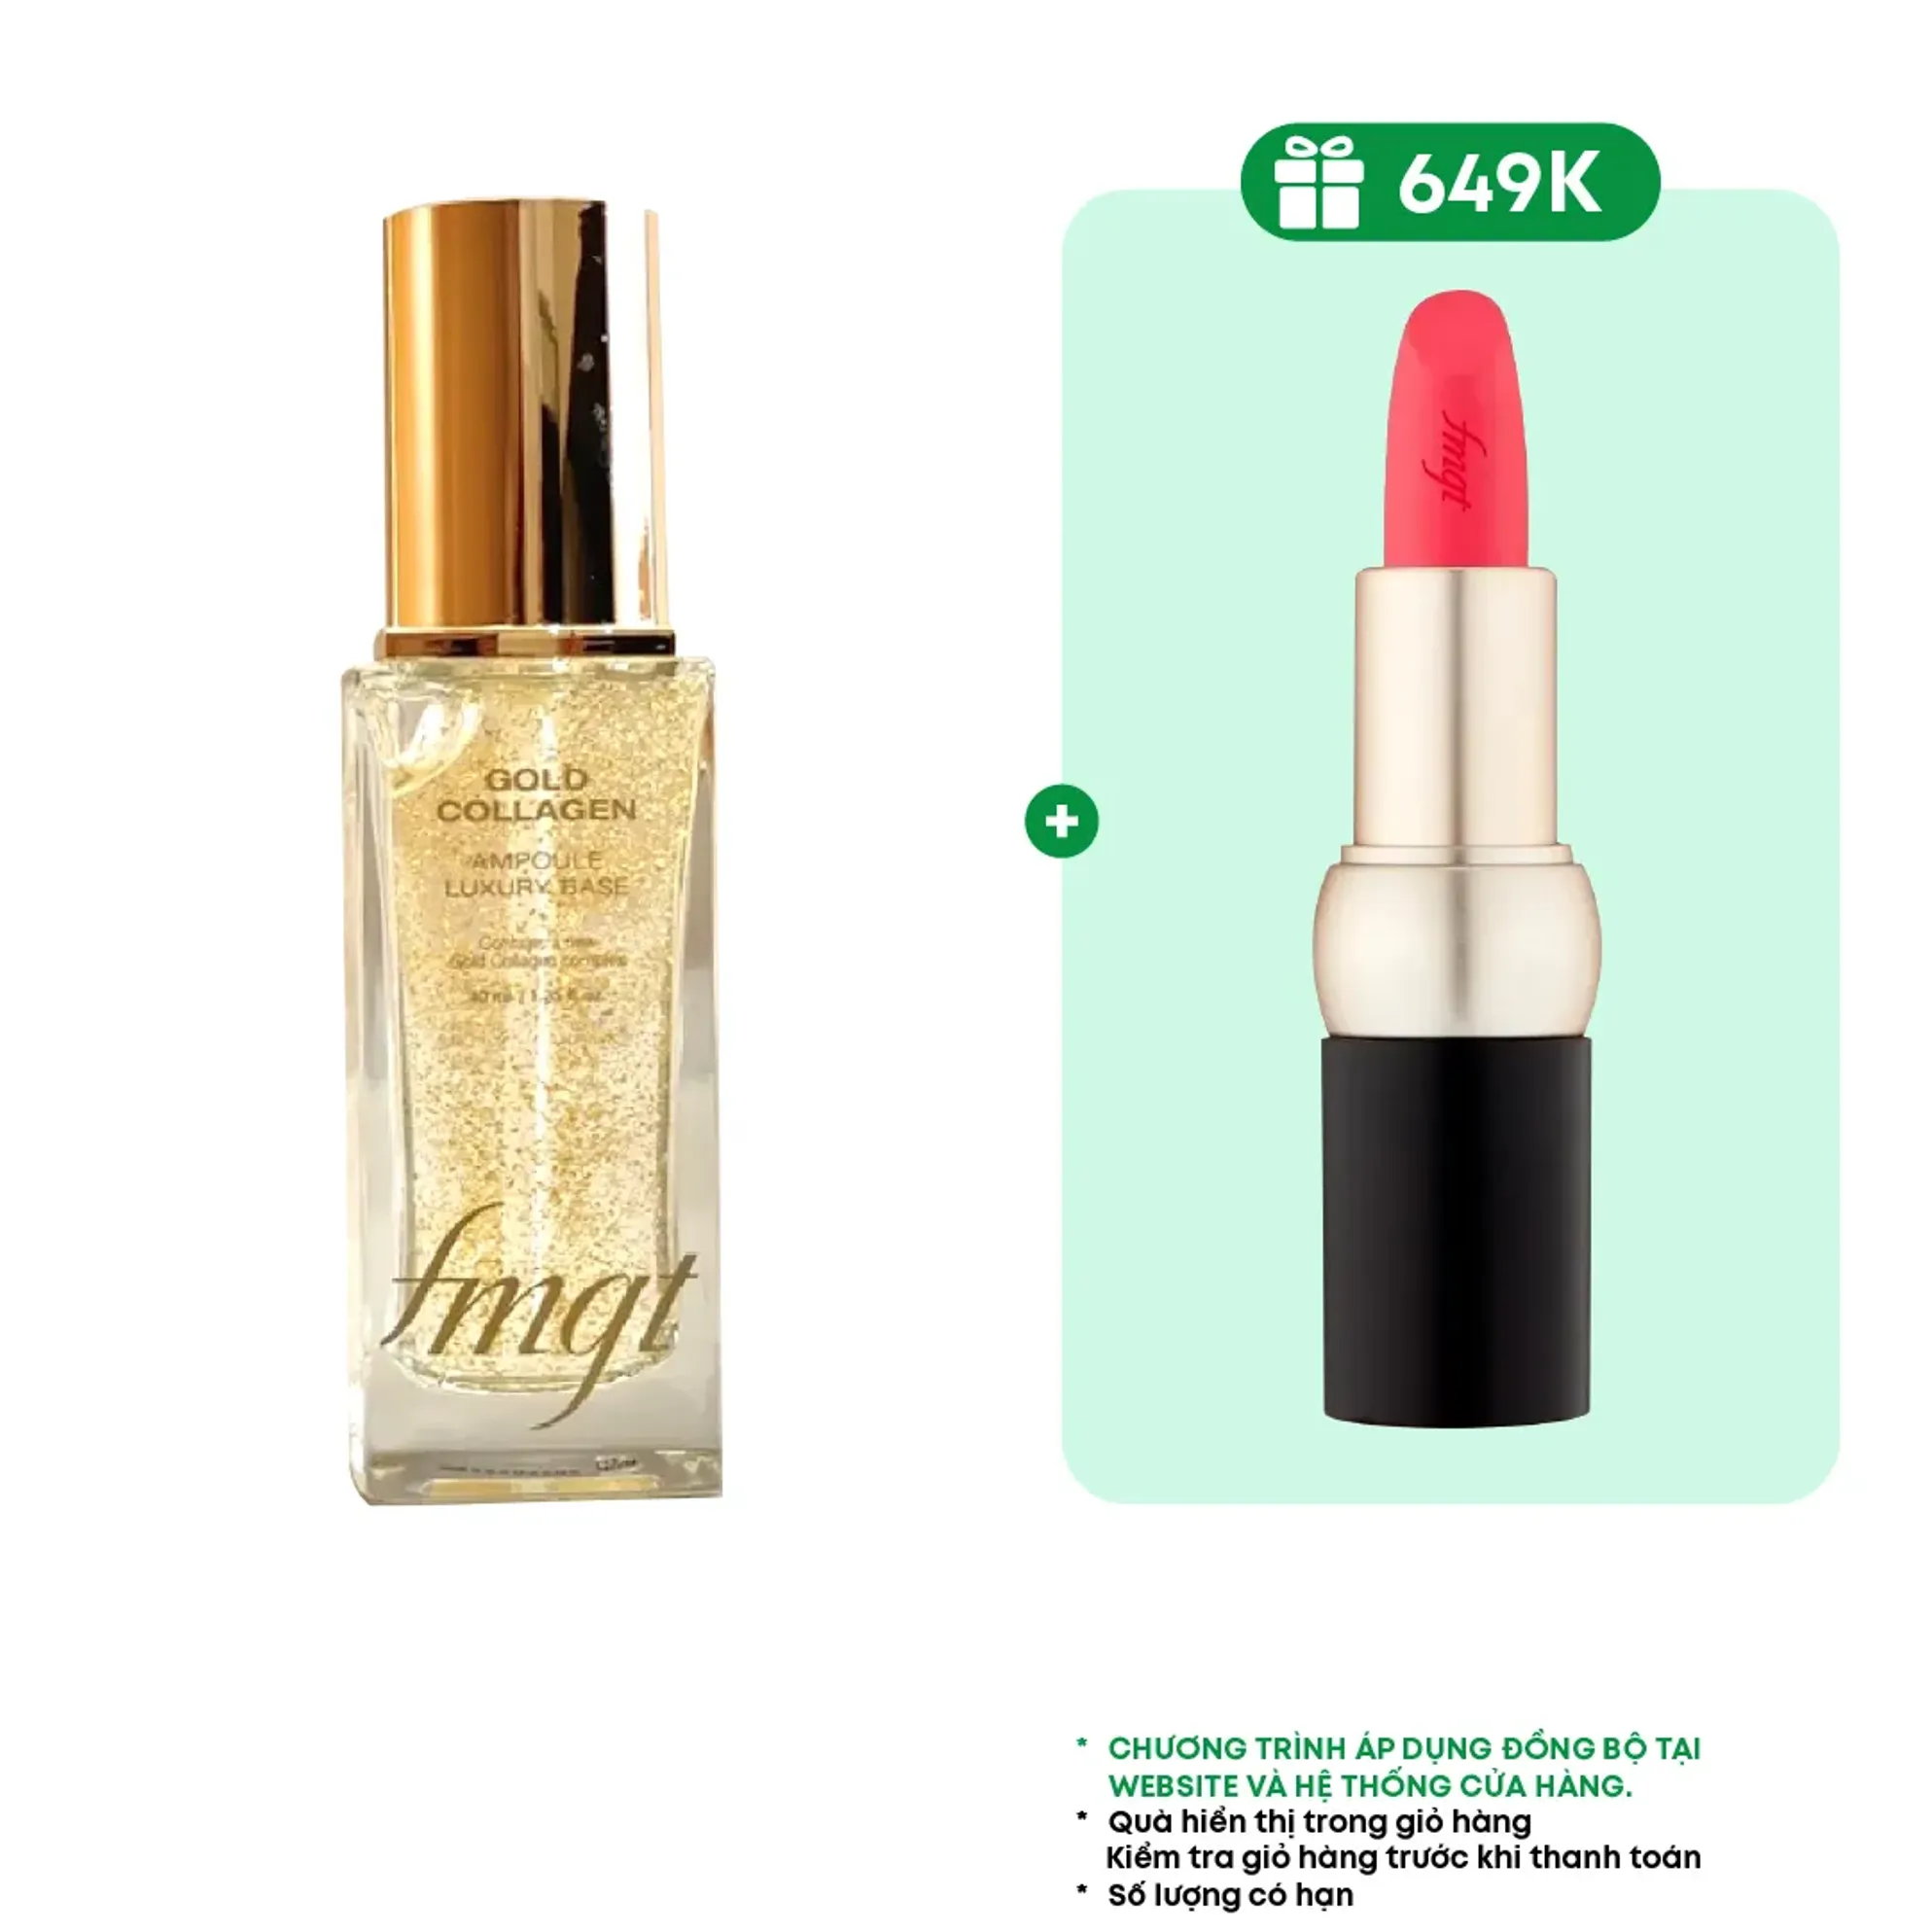 649K
fmgt
GOLD
COLLAGEN
AMPOULE
LUXURY BASE
Gold Collagen
fmgt
* CHƯƠNG TRÌNH ÁP DỤNG ĐỒNG BỘ TẠI
WEBSITE VÀ HỆ THỐNG CỬA HÀNG.
* Quà hiển thị trong giỏ hàng
Kiểm tra giỏ hàng trước khi thanh toán
* Số lượng có hạn